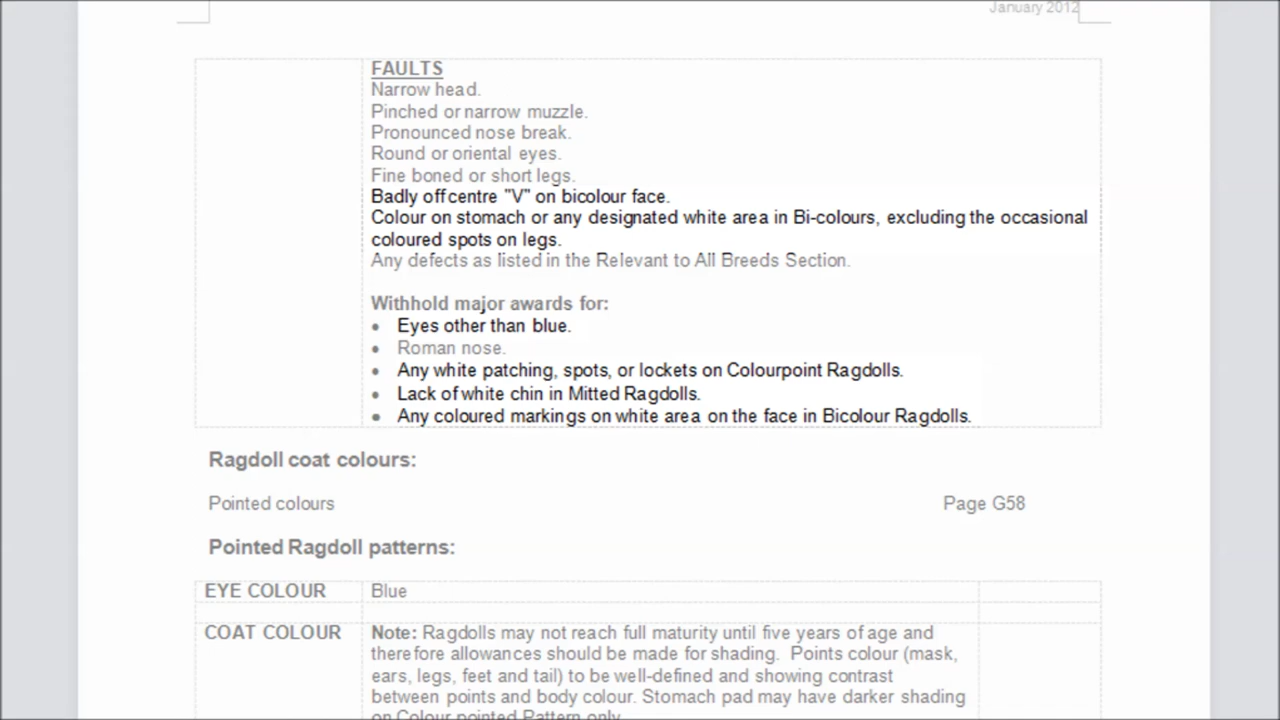 January 2012
FAULTS
Narrow head.
Pinched or narrow muzzle.
Pronounced nose break.
Round or oriental eyes.
Fine boned or short legs.
Badly off centre "V" on bicolour face.
Colour on stomach or any designated white area in Bi-colours, excluding the occasional
coloured spots on legs.
Any defects as listed in the Relevant to All Breeds Section.
Withhold major awards for:
• Eyes other than blue.
• Roman nose.
• Any white patching, spots, or lockets on Colourpoint Ragdolls.
• Lack of white chin in Mitted Ragdolls.
• Any coloured markings on white area on the face in Bicolour Ragdolls.
Ragdoll coat colours:
Pointed colours Page G58
Pointed Ragdoll patterns:
EYE COLOUR Blue
COAT COLOUR Note: Ragdolls may not reach full maturity until five years of age and
therefore allowances should be made for shading. Points colour (mask,
ears, legs, feet and tail) to be well-defined and showing contrast
between points and body colour. Stomach pad may have darker shading
on Colour pointed Pattern only.